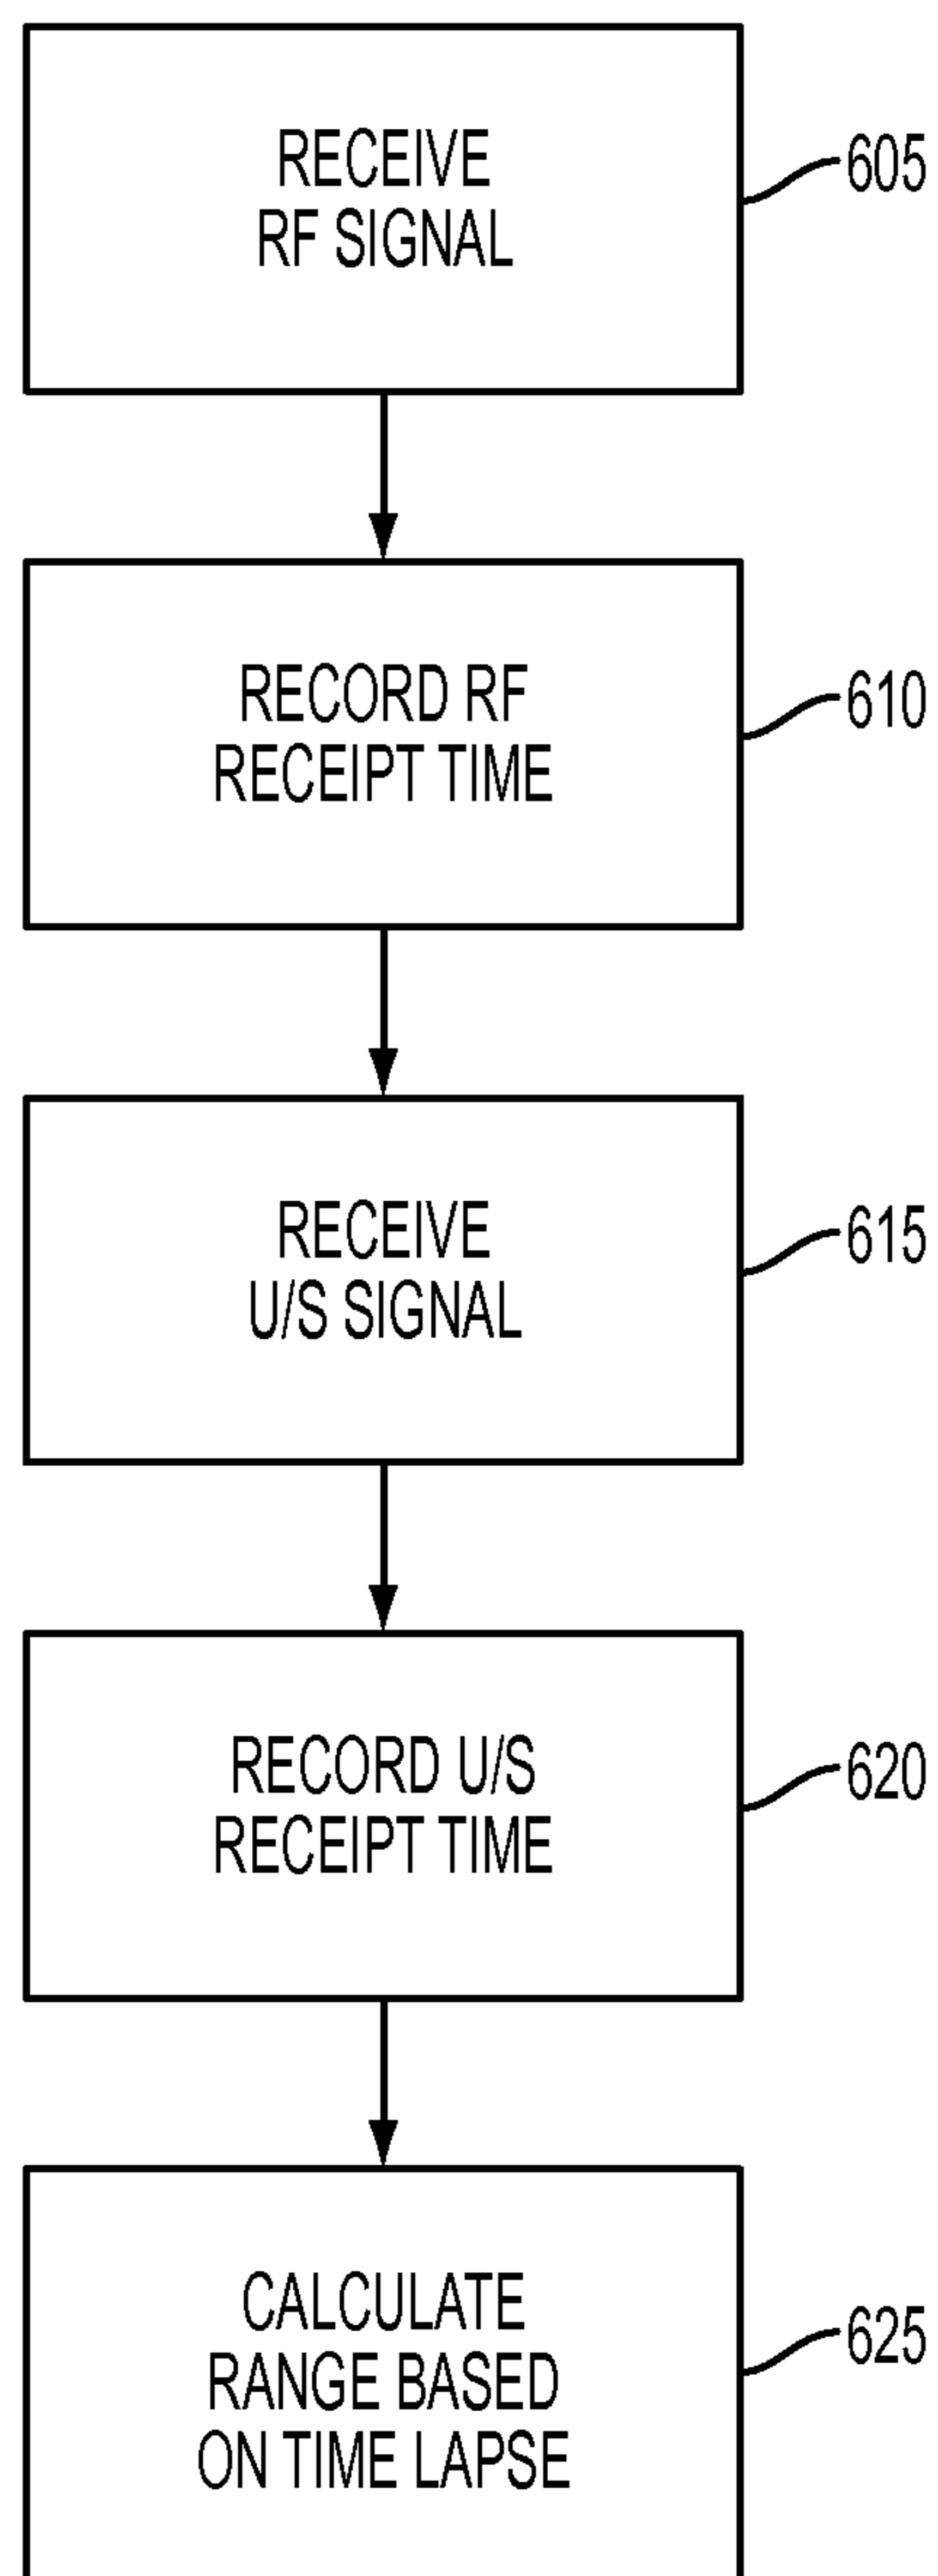 RECEIVE
RF SIGNAL
605
RECORD RF
RECEIPT TIME
610
RECEIVE
U/S SIGNAL
615
RECORD U/S
RECEIPT TIME
620
CALCULATE
RANGE BASED
ON TIME LAPSE
625